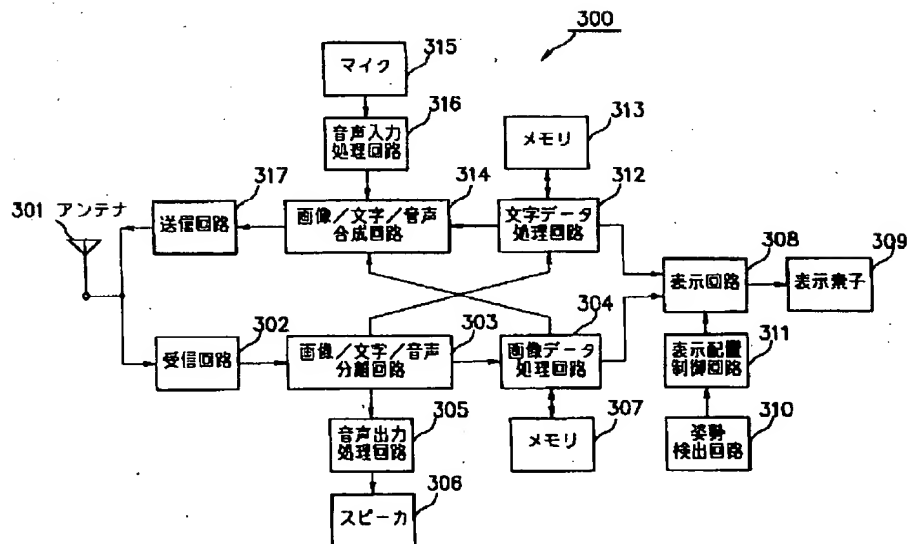 300
315
マイク
316
音声入力
処理回路
313
メモリ
317
314
312
301 アンテナ
送信回路
画像/文字/音声
合成回路
文字データ
処理回路
308
309
表示回路
表示素子
302
303
304
311
受信回路
画像/文字/音声
分離回路
画像データ
処理回路
表示配置
制御回路
305
307
310
音声出力
処理回路
メモリ
姿勢
検出回路
306
スピーカ